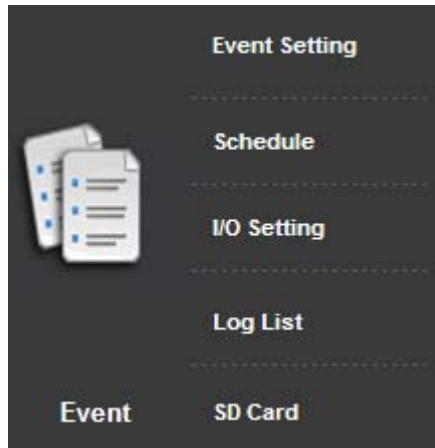 Event Setting
Schedule
I/O Setting
Log List
Event
SD Card